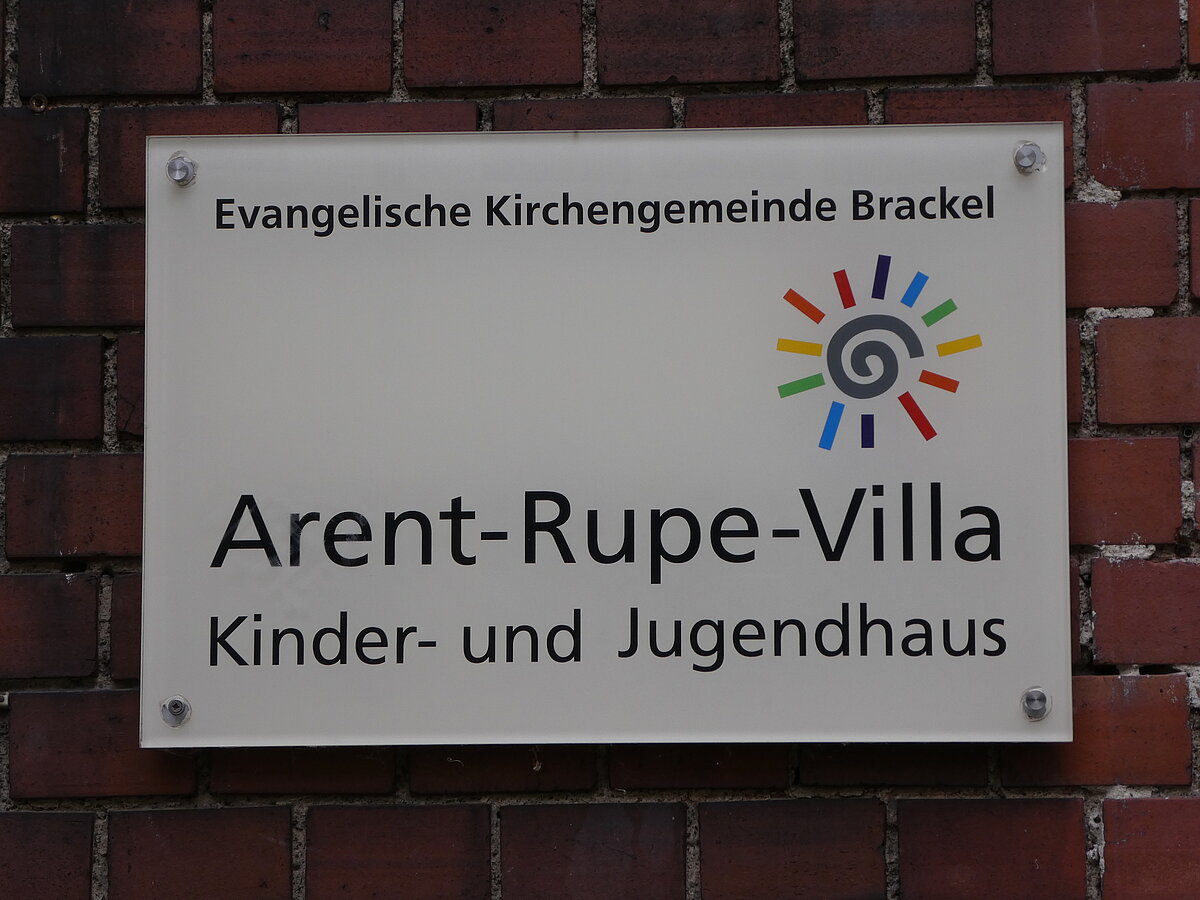 Evangelische Kirchengemeinde Brackel
Arent-Rupe-Villa
Kinder- und Jugendhaus